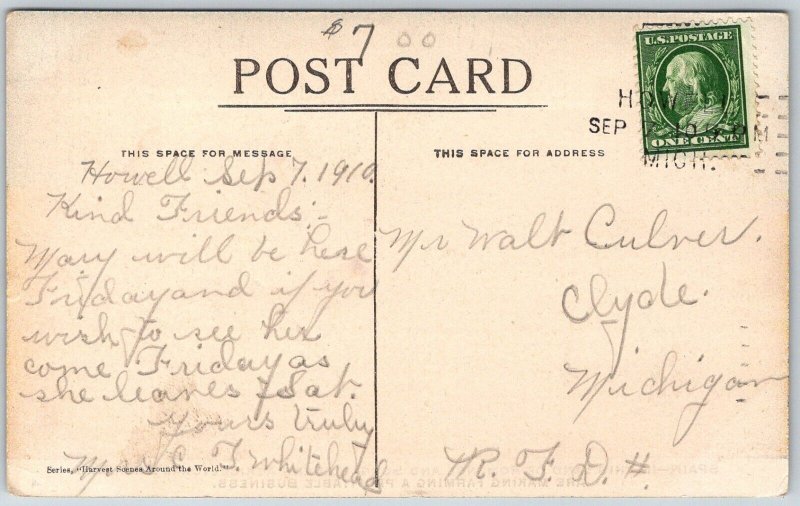 $7 00
POST CARD
U.S. POSTAGE
ONE CENT
SEP
MICH.
THIS SPACE FOR MESSAGE
THIS SPACE FOR ADDRESS
Howell Sep 7. 1910.
Kind Friends:-
Mary will be here
Friday and if you
wish to see her
come Friday as
she leaves Sat.
Yours truly
T. Whitehead
Mr Walt Culver.
Clyde.
Michigan
R. F. D. #.
Series, "Harvest Scenes Around the World."